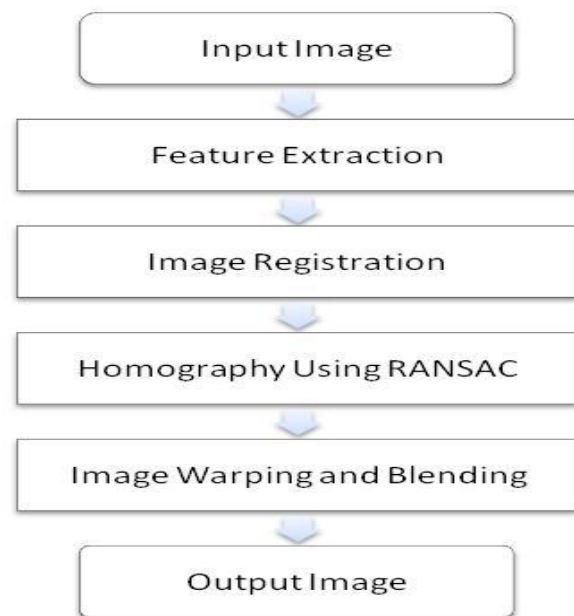 Input Image
Feature Extraction
Image Registration
Homography Using RANSAC
Image Warping and Blending
Output Image